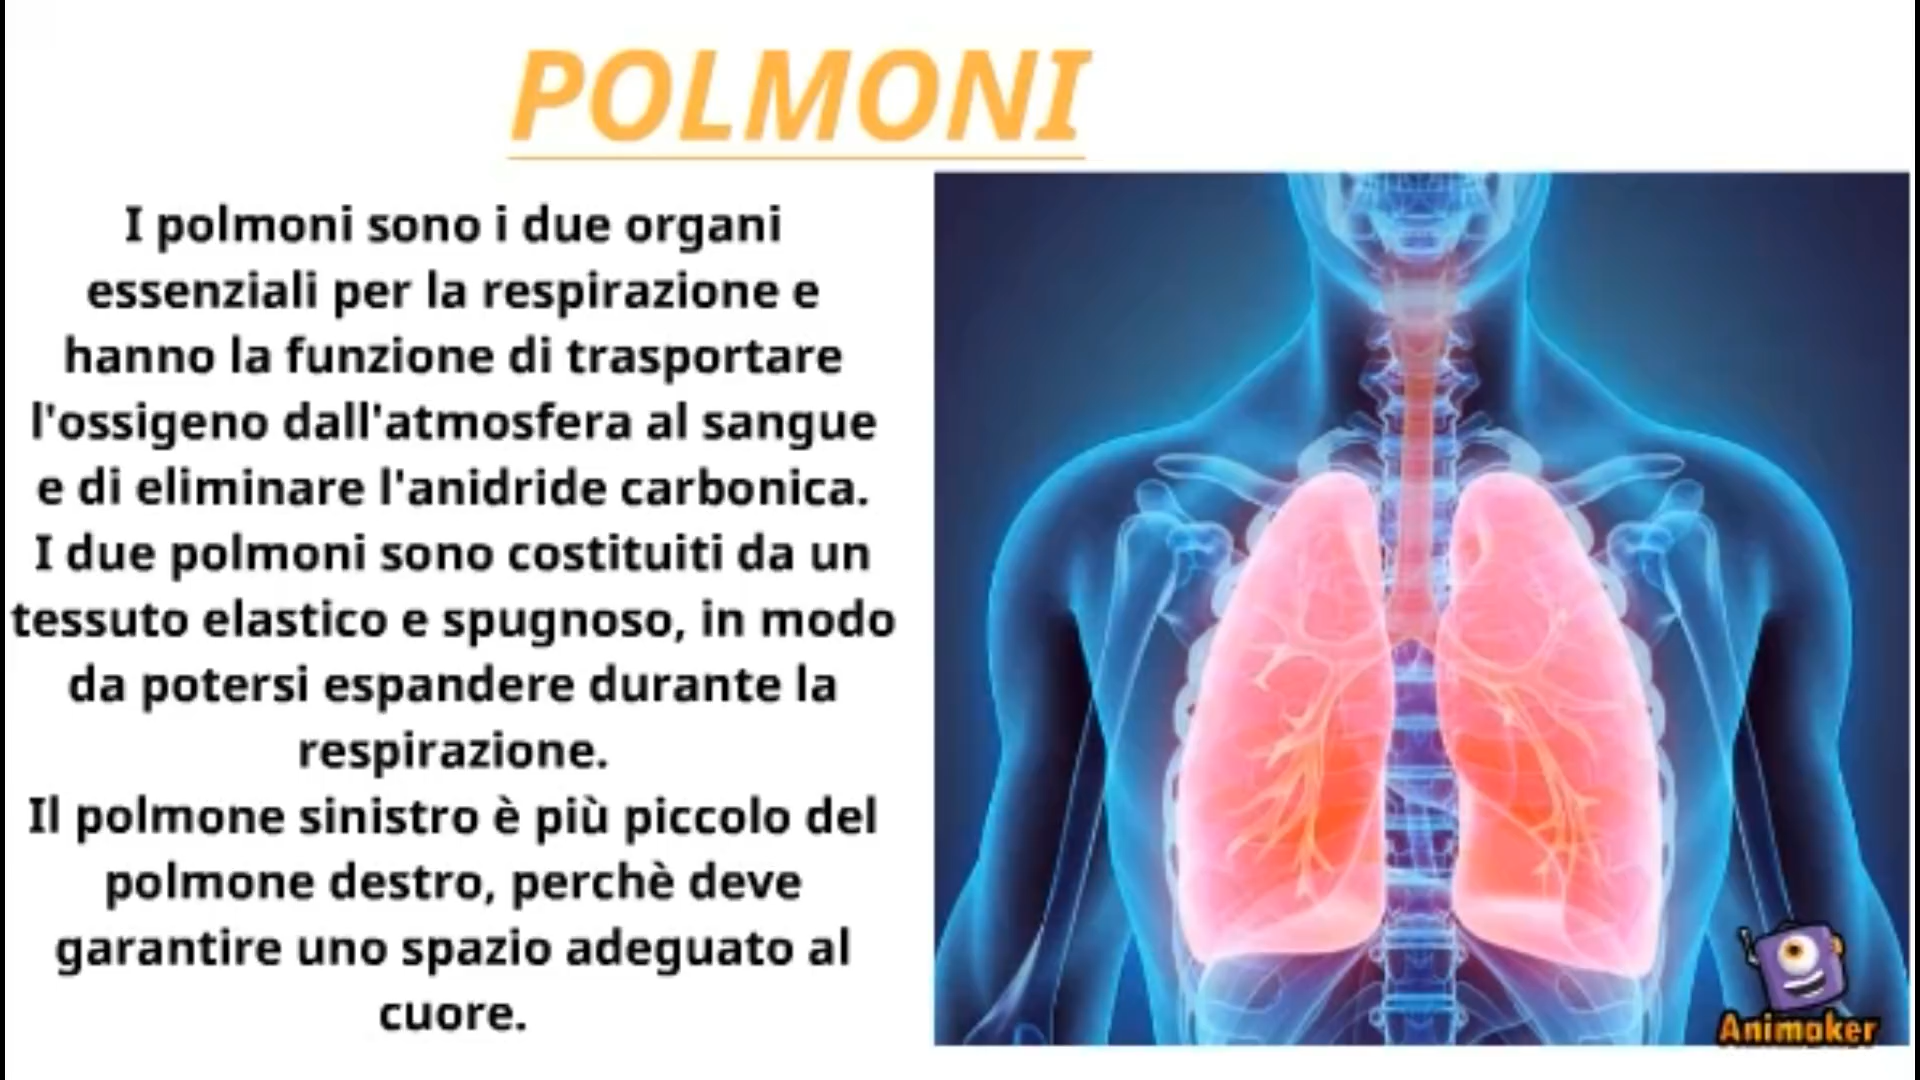 POLMONI
I polmoni sono i due organi
essenziali per la respirazione e
hanno la funzione di trasportare
l'ossigeno dall'atmosfera al sangue
e di eliminare l'anidride carbonica.
I due polmoni sono costituiti da un
tessuto elastico e spugnoso, in modo
da potersi espandere durante la
respirazione.
Il polmone sinistro è più piccolo del
polmone destro, perchè deve
garantire uno spazio adeguato al
cuore.
Animaker